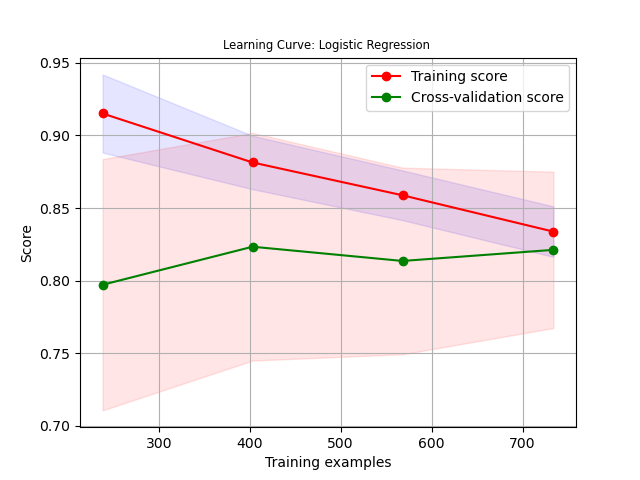 Learning Curve: Logistic Regression
Training score
Cross-validation score
0.95
0.90
0.85
0.80
0.75
0.70
Score
300 400 500 600 700
Training examples